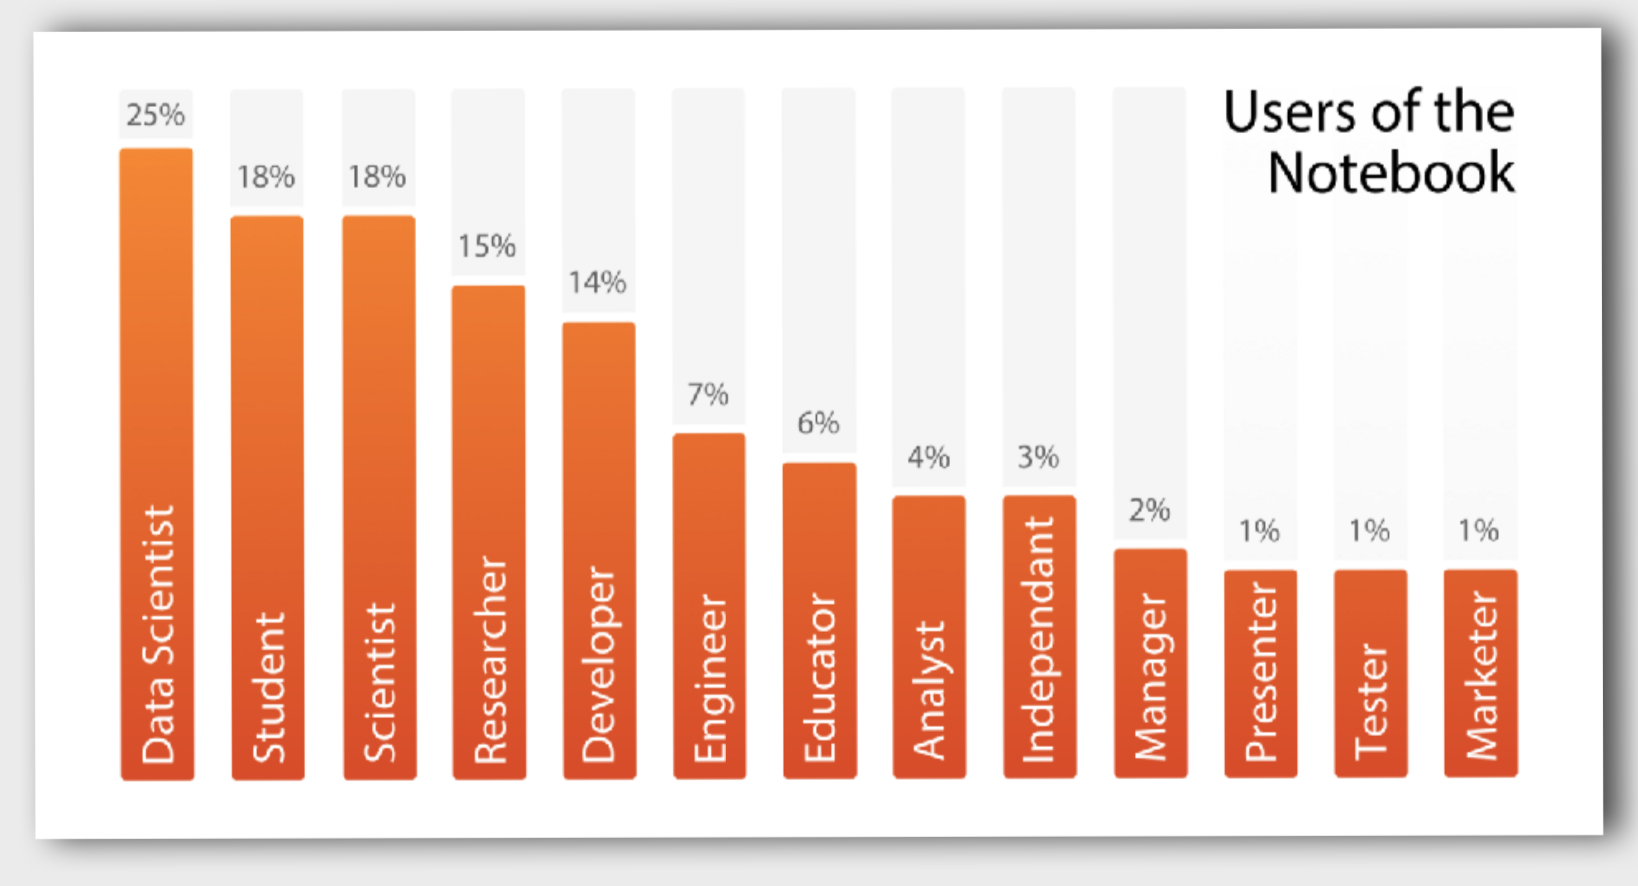 Users of the
Notebook
25%
18%
18%
15%
14%
7%
6%
4%
3%
2%
1%
1%
1%
Data Scientist
Student
Scientist
Researcher
Developer
Engineer
Educator
Analyst
Independant
Manager
Presenter
Tester
Marketer